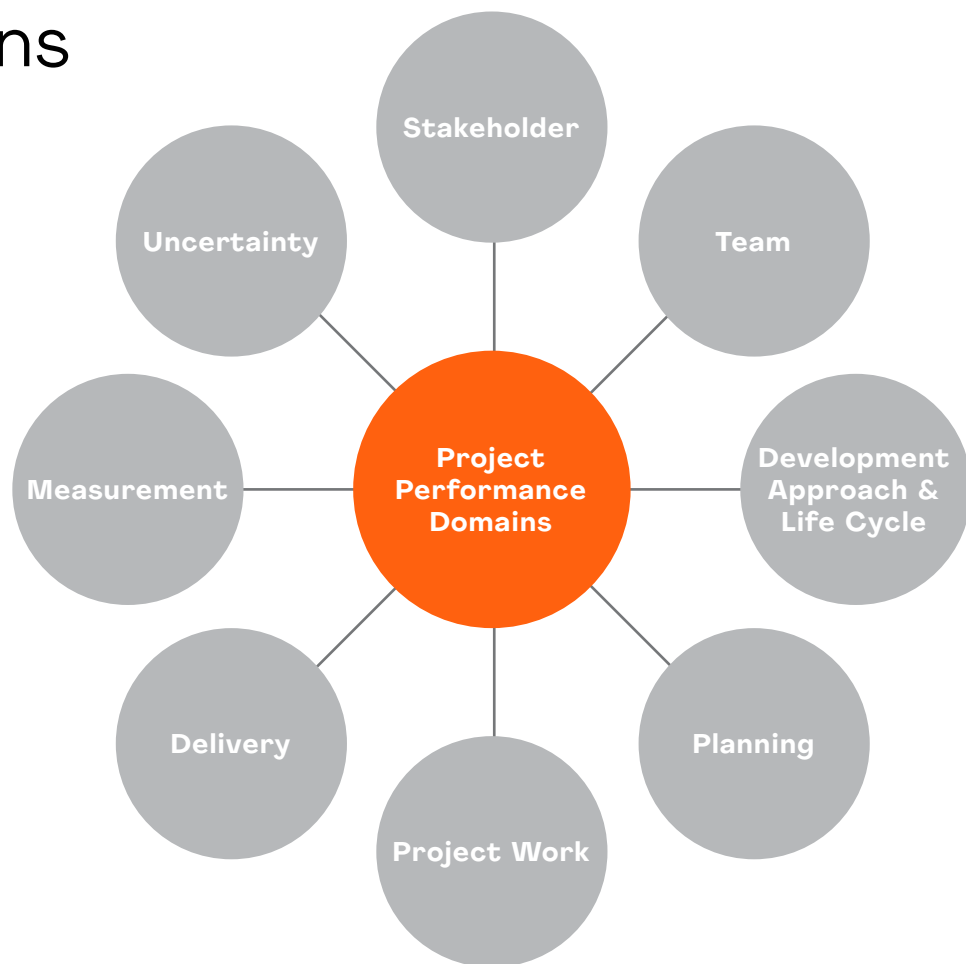 ns
Stakeholder
Uncertainty
Team
Project
Performance
Domains
Development
Approach &
Life Cycle
Measurement
Delivery
Planning
Project Work